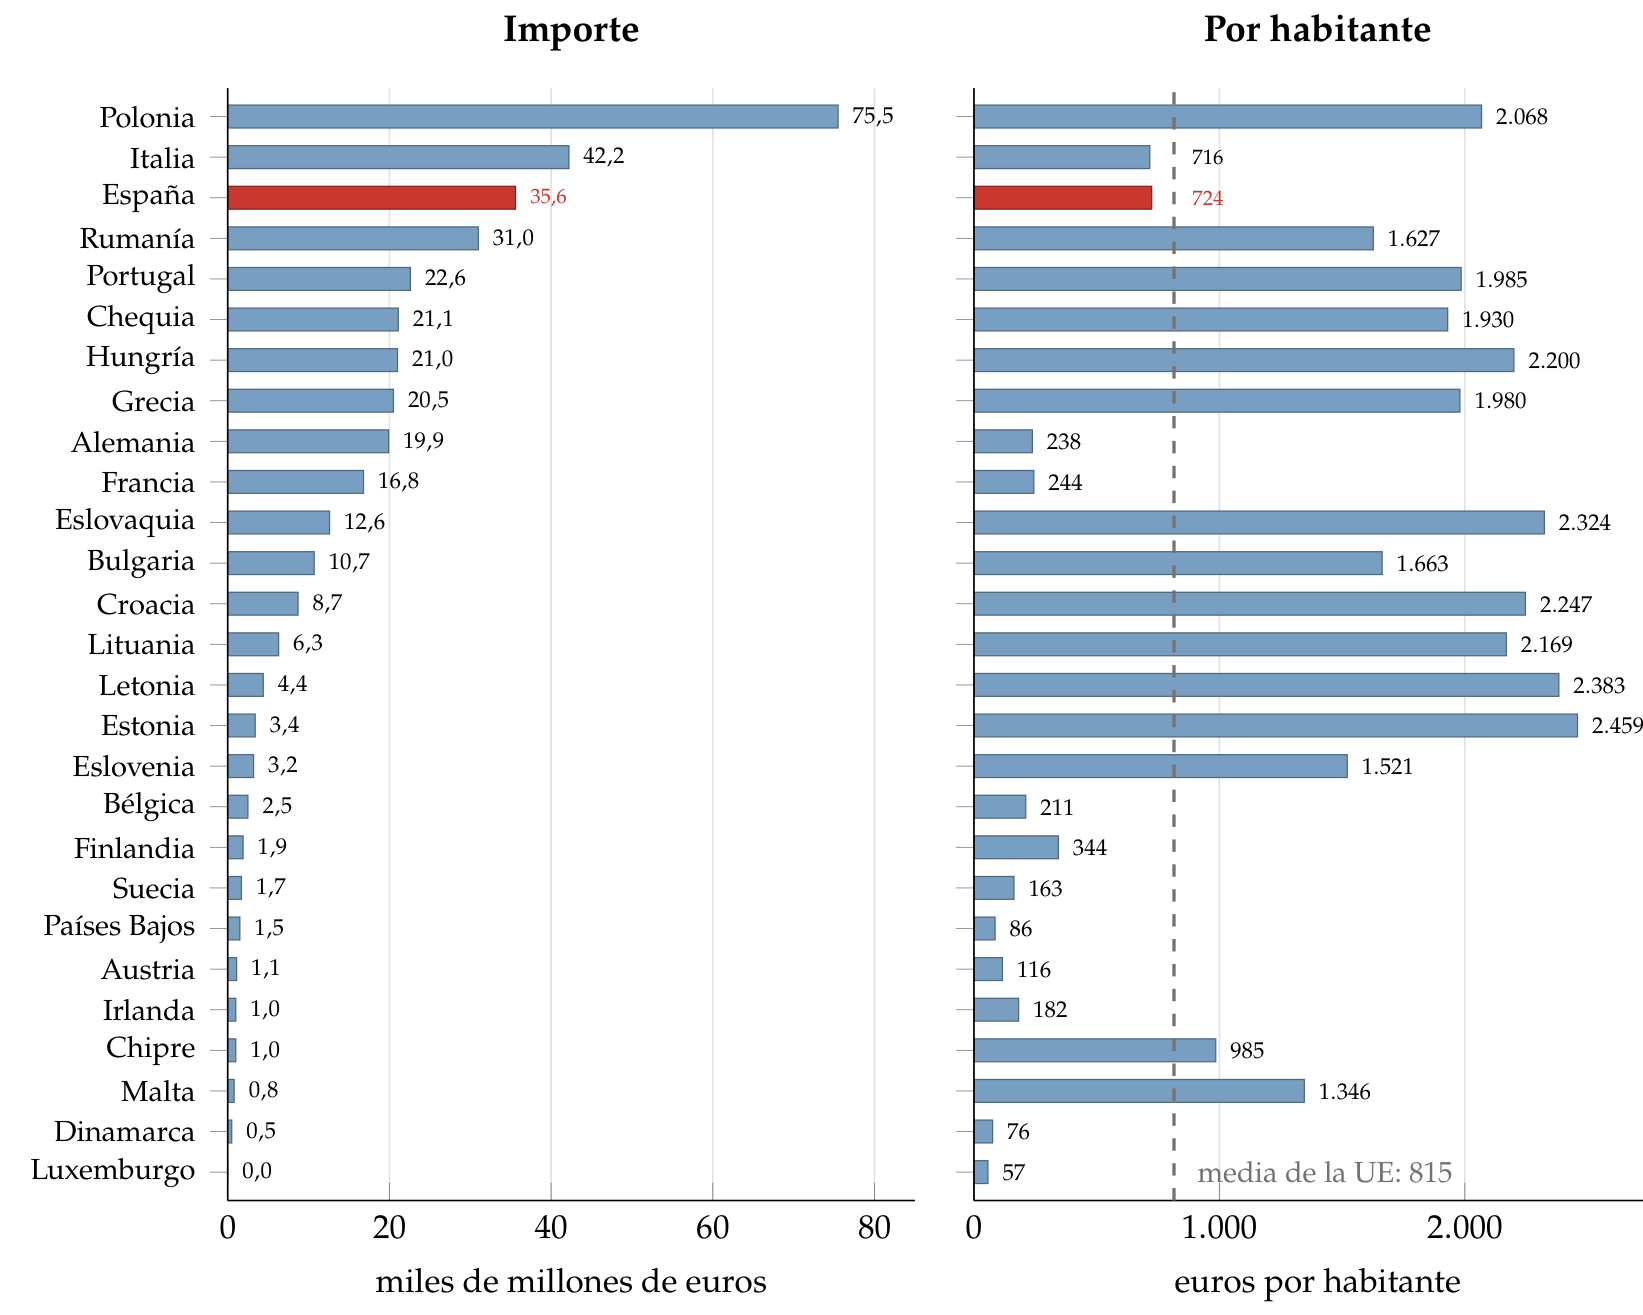 Importe Por habitante
Polonia 75,5 2.068
Italia 42,2 716
España 35,6 724
Rumanía 31,0 1.627
Portugal 22,6 1.985
Chequia 21,1 1.930
Hungría 21,0 2.200
Grecia 20,5 1.980
Alemania 19,9 238
Francia 16,8 244
Eslovaquia 12,6 2.324
Bulgaria 10,7 1.663
Croacia 8,7 2.247
Lituania 6,3 2.169
Letonia 4,4 2.383
Estonia 3,4 2.459
Eslovenia 3,2 1.521
Bélgica 2,5 211
Finlandia 1,9 344
Suecia 1,7 163
Países Bajos 1,5 86
Austria 1,1 116
Irlanda 1,0 182
Chipre 1,0 985
Malta 0,8 1.346
Dinamarca 0,5 76
Luxemburgo 0,0 57 media de la UE: 815
0 20 40 60 80 0 1.000 2.000
miles de millones de euros euros por habitante